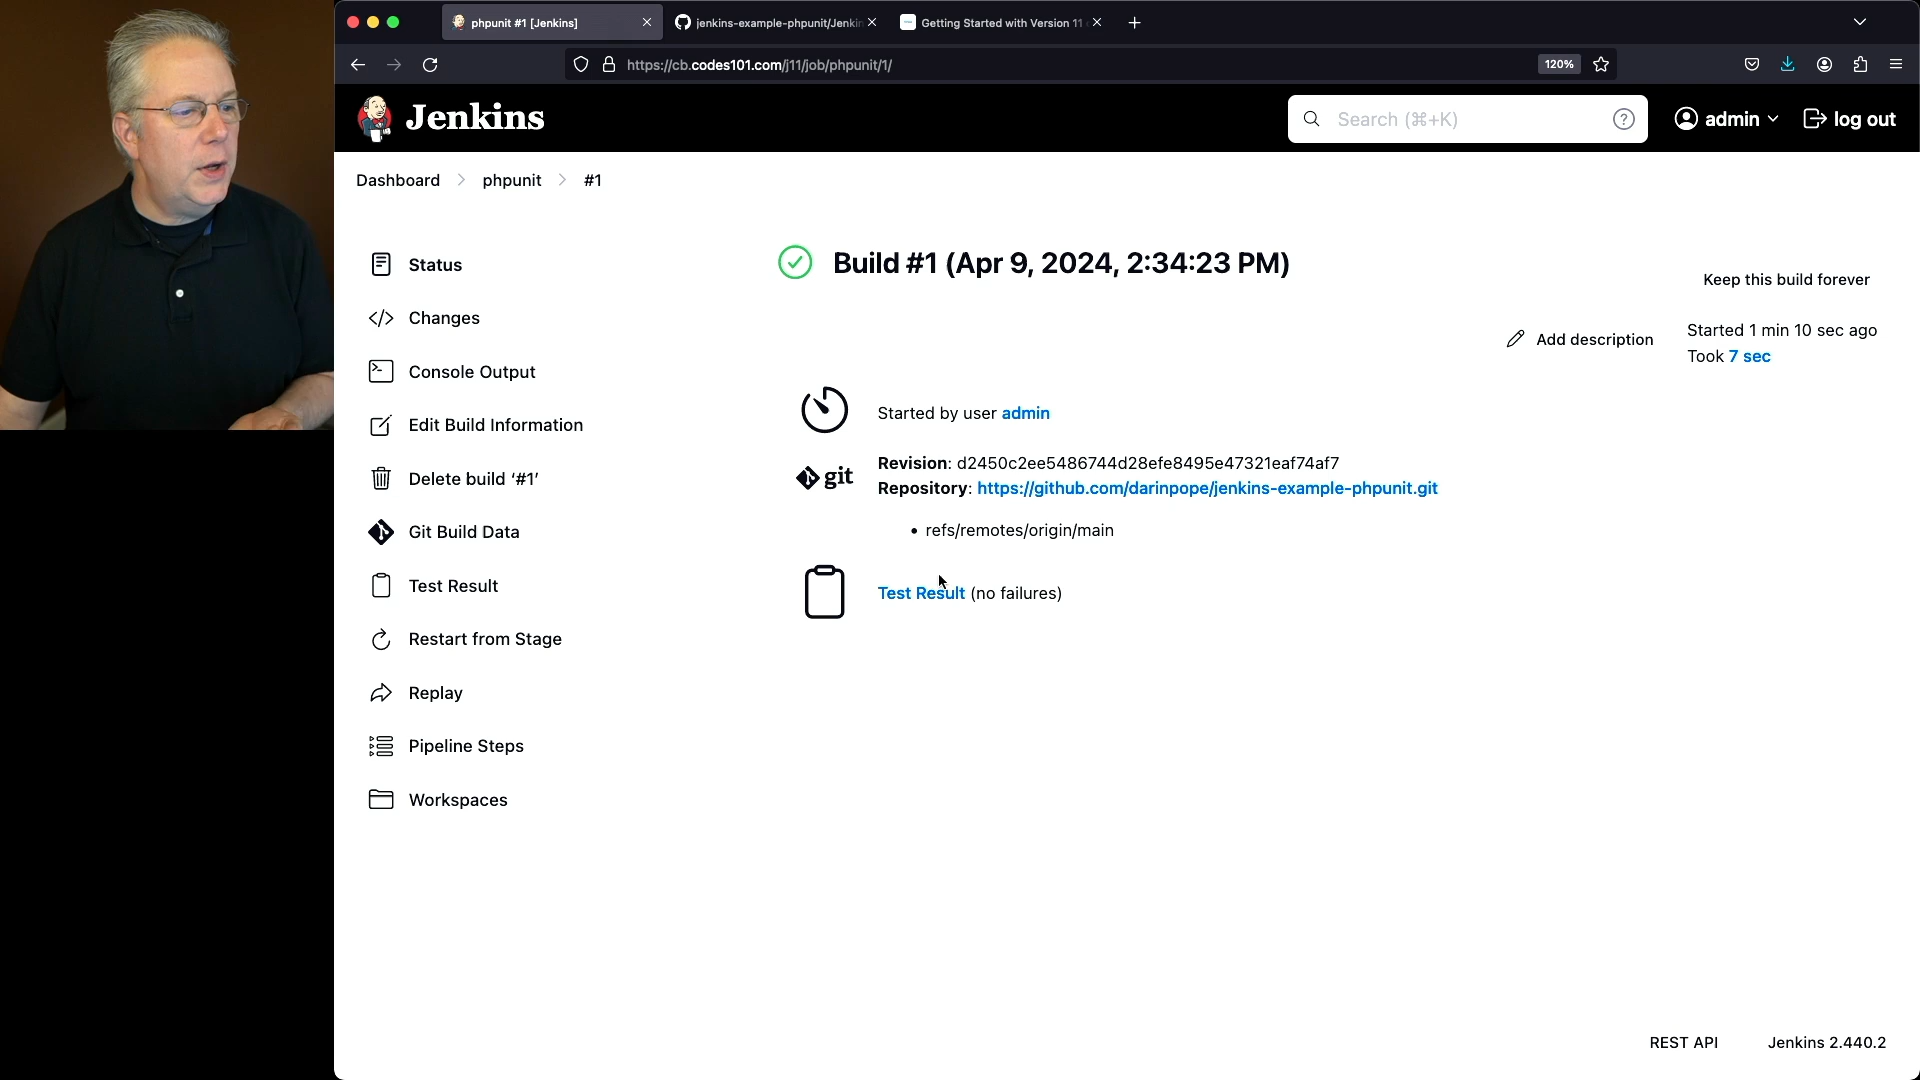 phpunit #1 [Jenkins]
jenkins-example-phpunit/Jenki
Getting Started with Version 11
https://cb.codes101.com/j11/job/phpunit/1/
120%
Jenkins
Search (⌘+K)
?
admin
log out
Dashboard > phpunit > #1
Status
Changes
Console Output
Edit Build Information
Delete build ‘#1’
Git Build Data
Test Result
Restart from Stage
Replay
Pipeline Steps
Workspaces
Build #1 (Apr 9, 2024, 2:34:23 PM)
Keep this build forever
Add description
Started 1 min 10 sec ago
Took 7 sec
Started by user admin
git
Revision: d2450c2ee5486744d28efe8495e47321eaf74af7
Repository: https://github.com/darinpope/jenkins-example-phpunit.git
• refs/remotes/origin/main
Test Result (no failures)
REST API
Jenkins 2.440.2